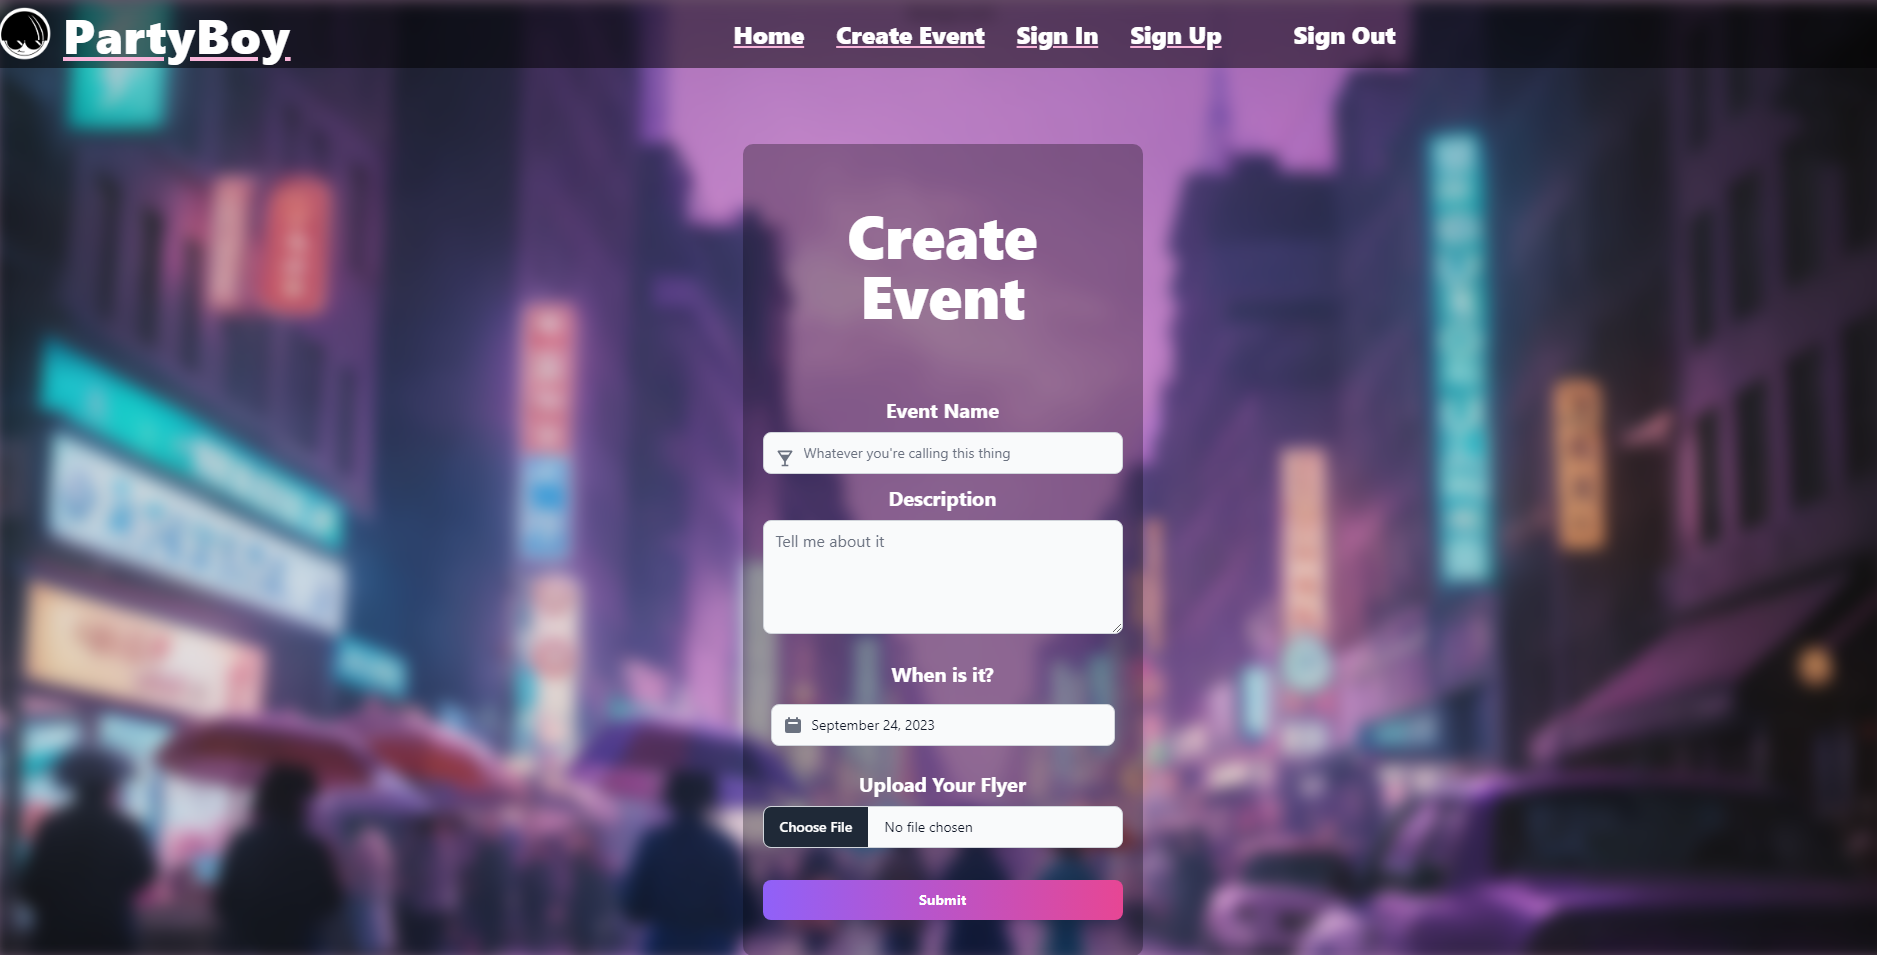 PartyBoy
Home Create Event Sign In Sign Up Sign Out
Create
Event
Event Name
Whatever you're calling this thing
Description
Tell me about it
When is it?
September 24, 2023
Upload Your Flyer
Choose File No file chosen
Submit